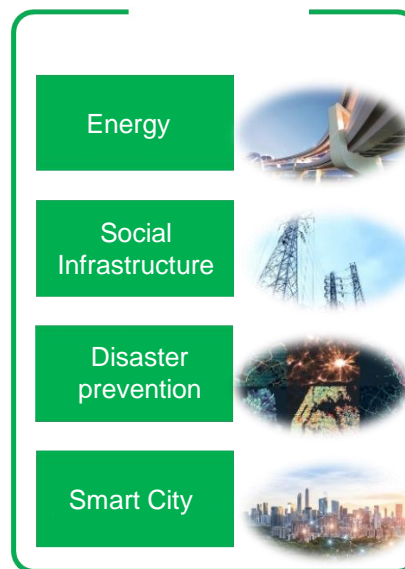 Energy
Social
Infrastructure
Disaster
prevention
Smart City